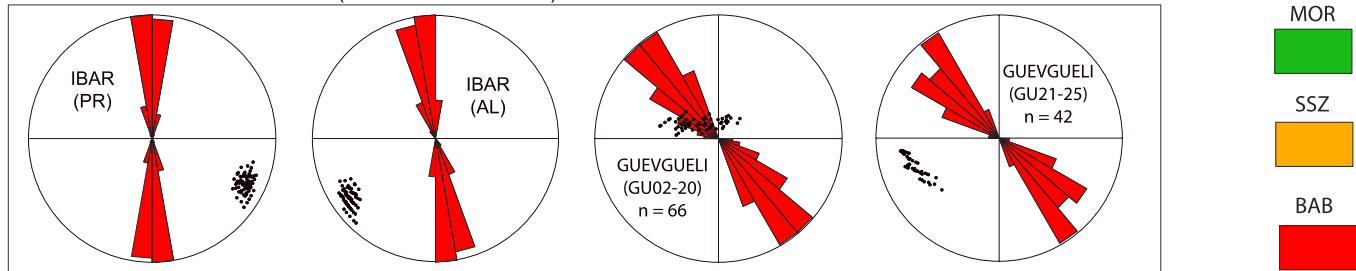 IBAR
(PR)
IBAR
(AL)
GUEVGUELI
(GU02-20)
n = 66
GUEVGUELI
(GU21-25)
n = 42
MOR
SSZ
BAB